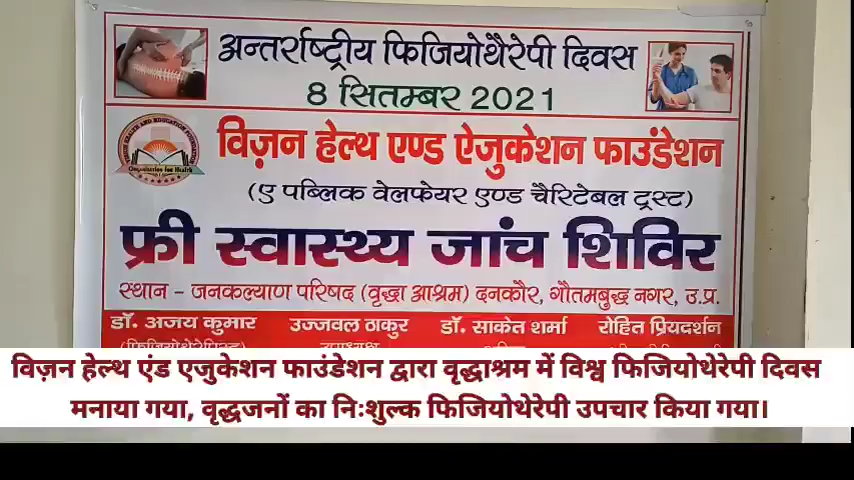 अन्तर्राष्ट्रीय फिजियोथैरेपी दिवस
8 सितम्बर 2021
विज़न हेल्थ एण्ड ऐजुकेशन फाउंडेशन
(ए पब्लिक वेलफेयर एण्ड चैरिटेबल ट्रस्ट)
फ्री स्वास्थ्य जांच शिविर
स्थान - जनकल्याण परिषद (वृद्धा आश्रम) दनकौर, गौतमबुद्ध नगर, उ.प्र.
डॉ. अजय कुमार उज्जवल ठाकुर डॉ. साकेत शर्मा रोहित प्रियदर्शन
विज़न हेल्थ एंड एजुकेशन फाउंडेशन द्वारा वृद्धाश्रम में विश्व फिजियोथेरेपी दिवस
मनाया गया, वृद्धजनों का निःशुल्क फिजियोथेरेपी उपचार किया गया।